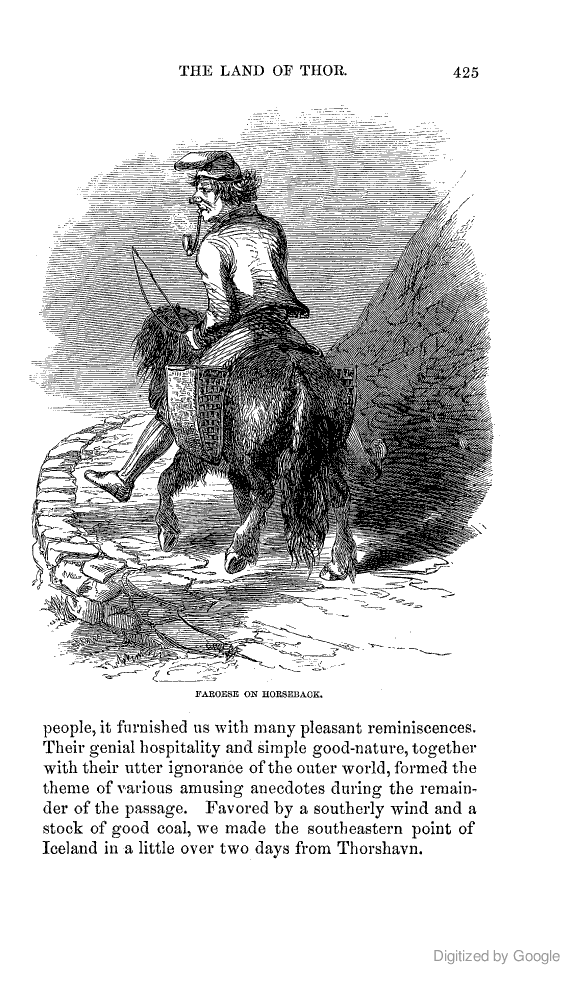 THE LAND OF THOR. 425
FAROESE ON HORSEBACK.
people, it furnished us with many pleasant reminiscences.
Their genial hospitality and simple good-nature, together
with their utter ignorance of the outer world, formed the
theme of various amusing anecdotes during the remain-
der of the passage. Favored by a southerly wind and a
stock of good coal, we made the southeastern point of
Iceland in a little over two days from Thorshavn.
Digitized by Google